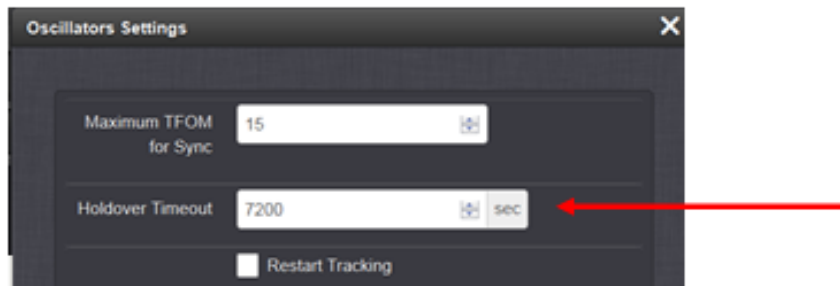 Oscillators Settings
Maximum TFOM 15
for Sync
Holdover Timeout 7200 sec
Restart Tracking